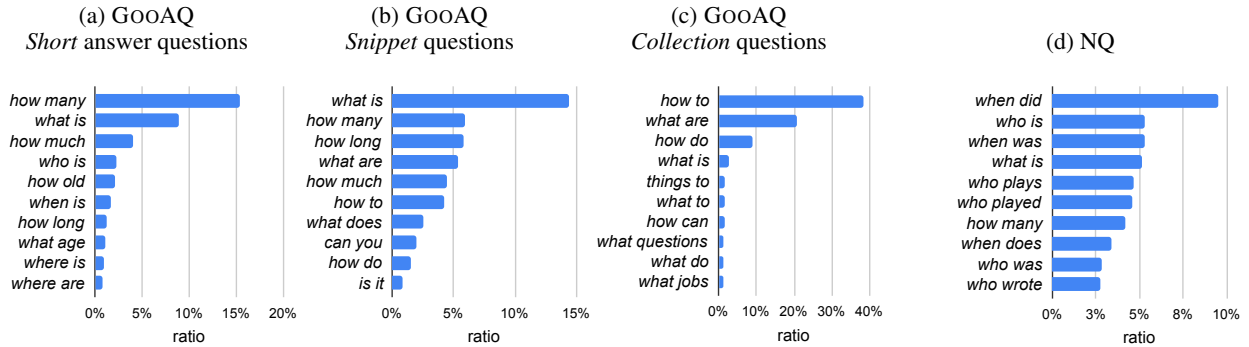 (a) GOOAQ
Short answer questions
how many
what is
how much
who is
how old
when is
how long
what age
where is
where are
0% 5% 10% 15% 20%
ratio
(b) GOOAQ
Snippet questions
what is
how many
how long
what are
how much
how to
what does
can you
how do
is it
0% 5% 10% 15%
ratio
(c) GOOAQ
Collection questions
how to
what are
how do
what is
things to
what to
how can
what questions
what do
what jobs
0% 10% 20% 30% 40%
ratio
(d) NQ
when did
who is
when was
what is
who plays
who played
how many
when does
who was
who wrote
0% 3% 5% 8% 10%
ratio